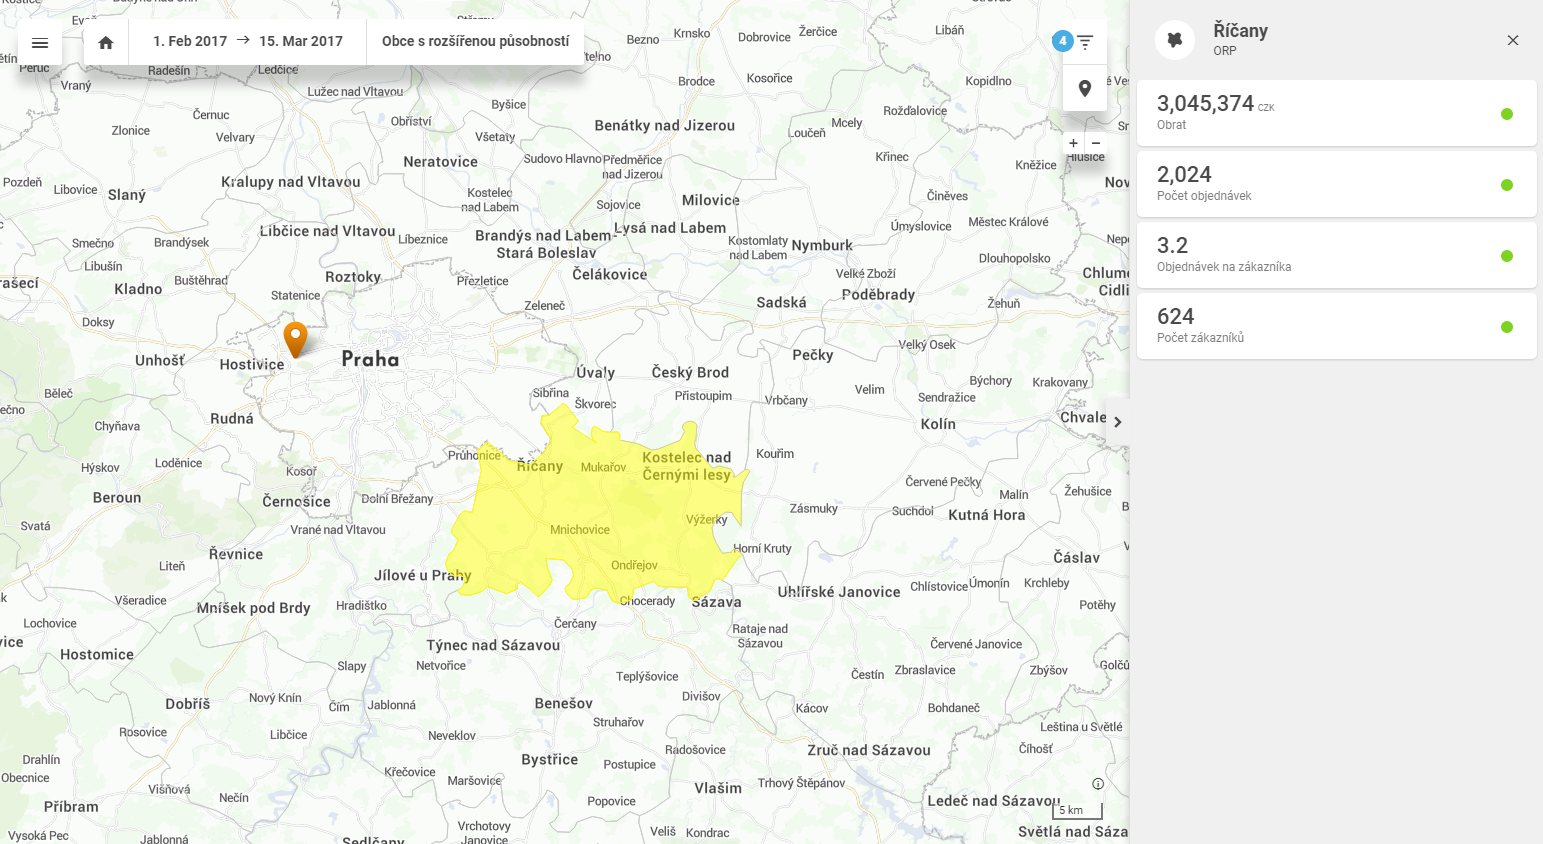 1. Feb 2017 → 15. Mar 2017
Obce s rozšířenou působností
4
Říčany
ORP
3,045,374 CZK
Obrat
2,024
Počet objednávek
3.2
Objednávek na zákazníka
624
Počet zákazníků
+ −
Bezno
Krnsko
Dobrovice
Žerčice
Libáň
Peruc
Radešín
Ledčice
Vraný
Lužec nad Vltavou
Byšice
Brodce
Kosořice
Kopidlno
Rožďalovice
Zlonice
Černuc
Velvary
Obříství
Všetaty
Benátky nad Jizerou
Loučeň
Mcely
Neratovice
Sudovo Hlavno
Předměřice
nad Jizerou
Křinec
Kněžice
Hlušice
Pozdeň
Libovice
Slaný
Kralupy nad Vltavou
Kostelec
nad Labem
Sojovice
Milovice
Činěves
Městec Králové
Úmyslovice
Smečno
Brandýsek
Libčice nad Vltavou
Líbeznice
Brandýs nad Labem-
Stará Boleslav
Lysá nad Labem
Kostomlaty
nad Labem
Nymburk
Dlouhopolsko
Libušín
Buštěhrad
Roztoky
Přezletice
Čelákovice
Velké Zboží
Poděbrady
Kladno
Statenice
Zeleneč
Sadská
Žehuň
Doksy
Unhošť
Hostivice
Praha
Úvaly
Český Brod
Pečky
Velký Osek
Běleč
Rudná
Sibřina
Škvorec
Přistoupim
Vrbčany
Velim
Býchory
Krakovany
Sendražice
Chyňava
Kolín
Hýskov
Loděnice
Kosoř
Průhonice
Říčany
Mukařov
Kostelec nad
Černými lesy
Kouřim
Červené Pečky
Beroun
Černošice
Dolní Břežany
Malín
Žehušice
Svatá
Vrané nad Vltavou
Mnichovice
Výžerky
Zásmuky
Suchdol
Kutná Hora
Řevnice
Liteň
Horní Kruty
Čáslav
Jílové u Prahy
Ondřejov
Uhlířské Janovice
Chlístovice
Úmonín
Krchleby
Všeradice
Mníšek pod Brdy
Hradištko
Chocerady
Sázava
Potěhy
Lochovice
Čerčany
Rataje nad
Sázavou
Hostomice
Týnec nad Sázavou
Červené Janovice
Slapy
Netvořice
Teplýšovice
Čestín
Zbraslavice
Zbýšov
Dobříš
Nový Knín
Čím
Jablonná
Benešov
Divišov
Kácov
Bohdaneč
Rosovice
Libčice
Neveklov
Struhařov
Leština u Světlé
Drahlín
Bystřice
Radošovice
Zruč nad Sázavou
Číhošť
Obecnice
Křečovice
Maršovice
Postupice
Trhový Štěpánov
Višňová
Nečín
Vlašim
Příbram
Popovice
Ledeč nad Sázavou
5 km
Vysoká Pec
Jablonná
Vrchotovy
Janovice
Veliš
Kondrac